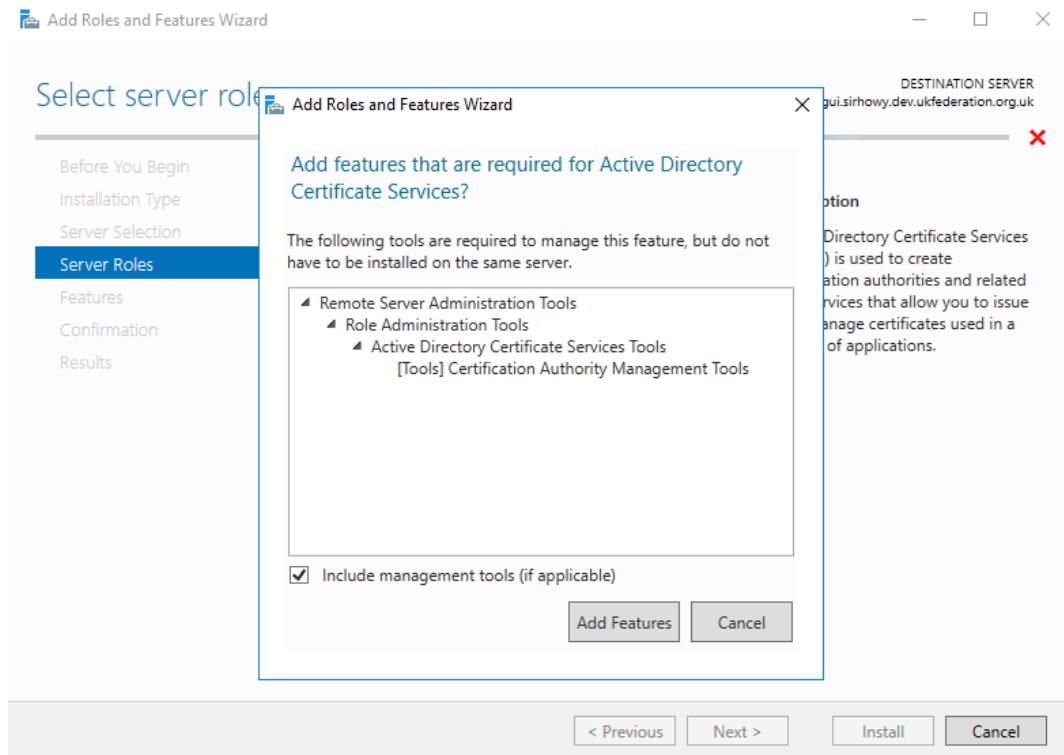 Add Roles and Features Wizard
Select server role
DESTINATION SERVER
gui.sirhowy.dev.ukfederation.org.uk
Before You Begin
Installation Type
Server Selection
Server Roles
Features
Confirmation
Results
Add Roles and Features Wizard
Add features that are required for Active Directory
Certificate Services?
The following tools are required to manage this feature, but do not
have to be installed on the same server.
Remote Server Administration Tools
Role Administration Tools
Active Directory Certificate Services Tools
[Tools] Certification Authority Management Tools
Include management tools (if applicable)
Add Features
Cancel
ption
Directory Certificate Services
) is used to create
ation authorities and related
rvices that allow you to issue
anage certificates used in a
of applications.
< Previous
Next >
Install
Cancel